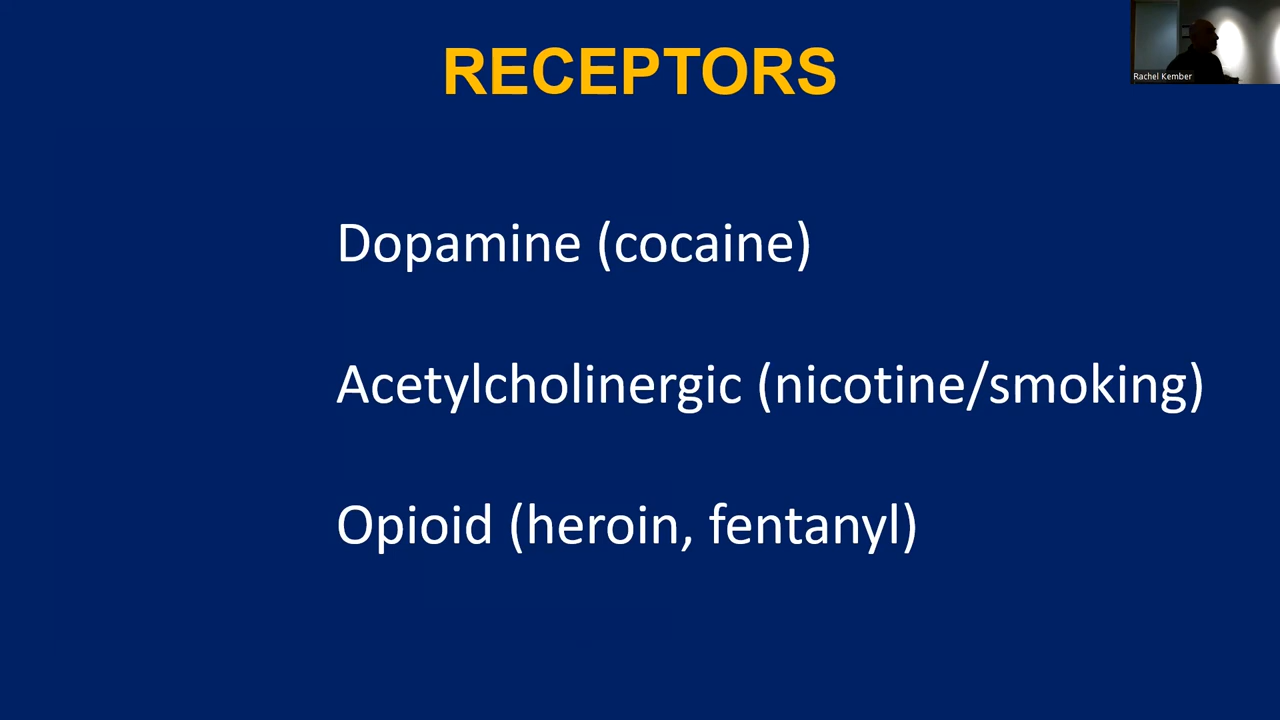 RECEPTORS
Rachel Kember
Dopamine (cocaine)
Acetylcholinergic (nicotine/smoking)
Opioid (heroin, fentanyl)